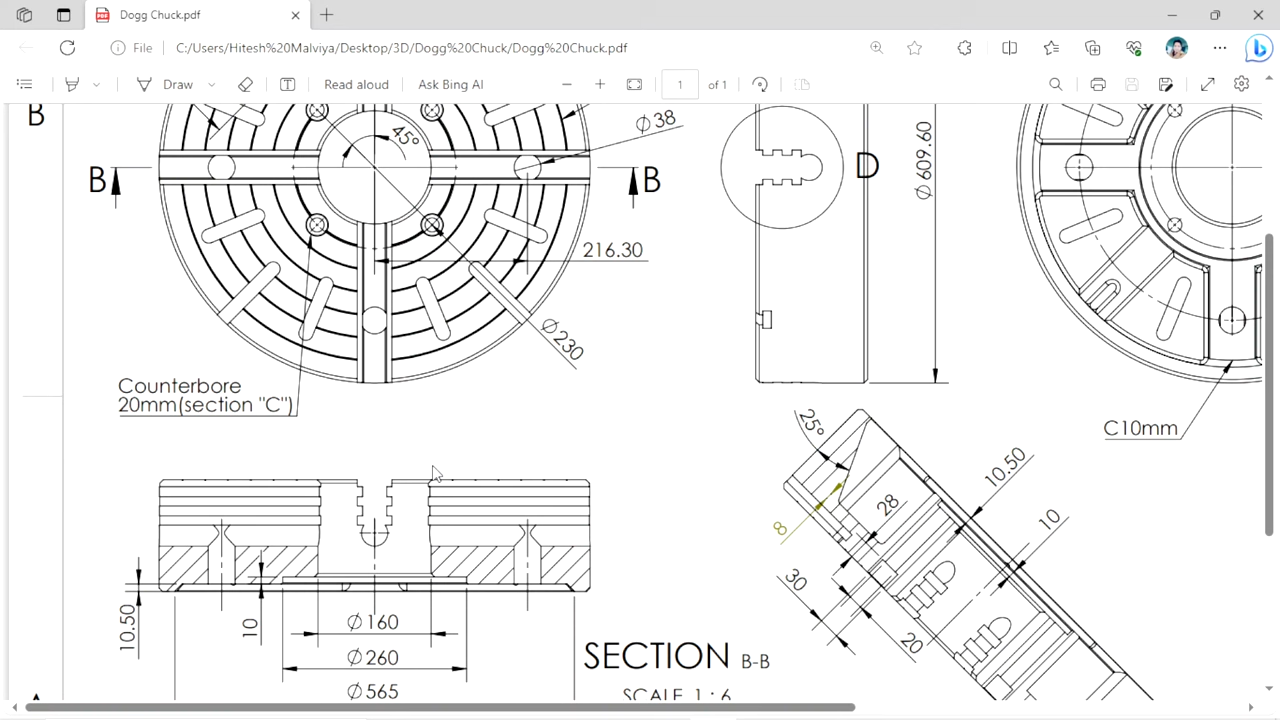 Dogg Chuck.pdf
File
C:/Users/Hitesh%20Malviya/Desktop/3D/Dogg%20Chuck/Dogg%20Chuck.pdf
Draw
Read aloud
Ask Bing AI
1
of 1
B
B
B
45°
Ø38
216.30
Ø230
Counterbore
20mm(section "C")
D
Ø 609.60
C10mm
25°
8
28
10.50
10
30
20
10.50
10
Ø160
Ø260
Ø565
SECTION B-B
SCALE 1 : 6